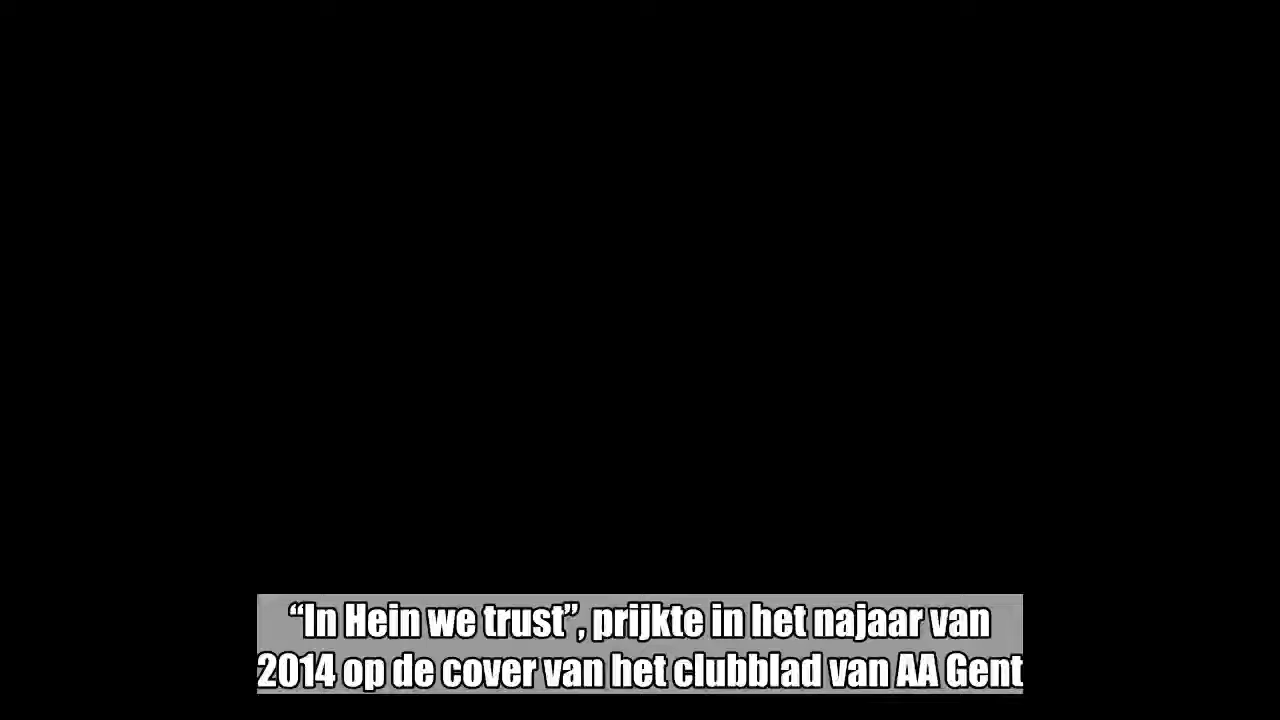 “In Hein we trust”, prijkte in het najaar van
2014 op de cover van het clubblad van AA Gent